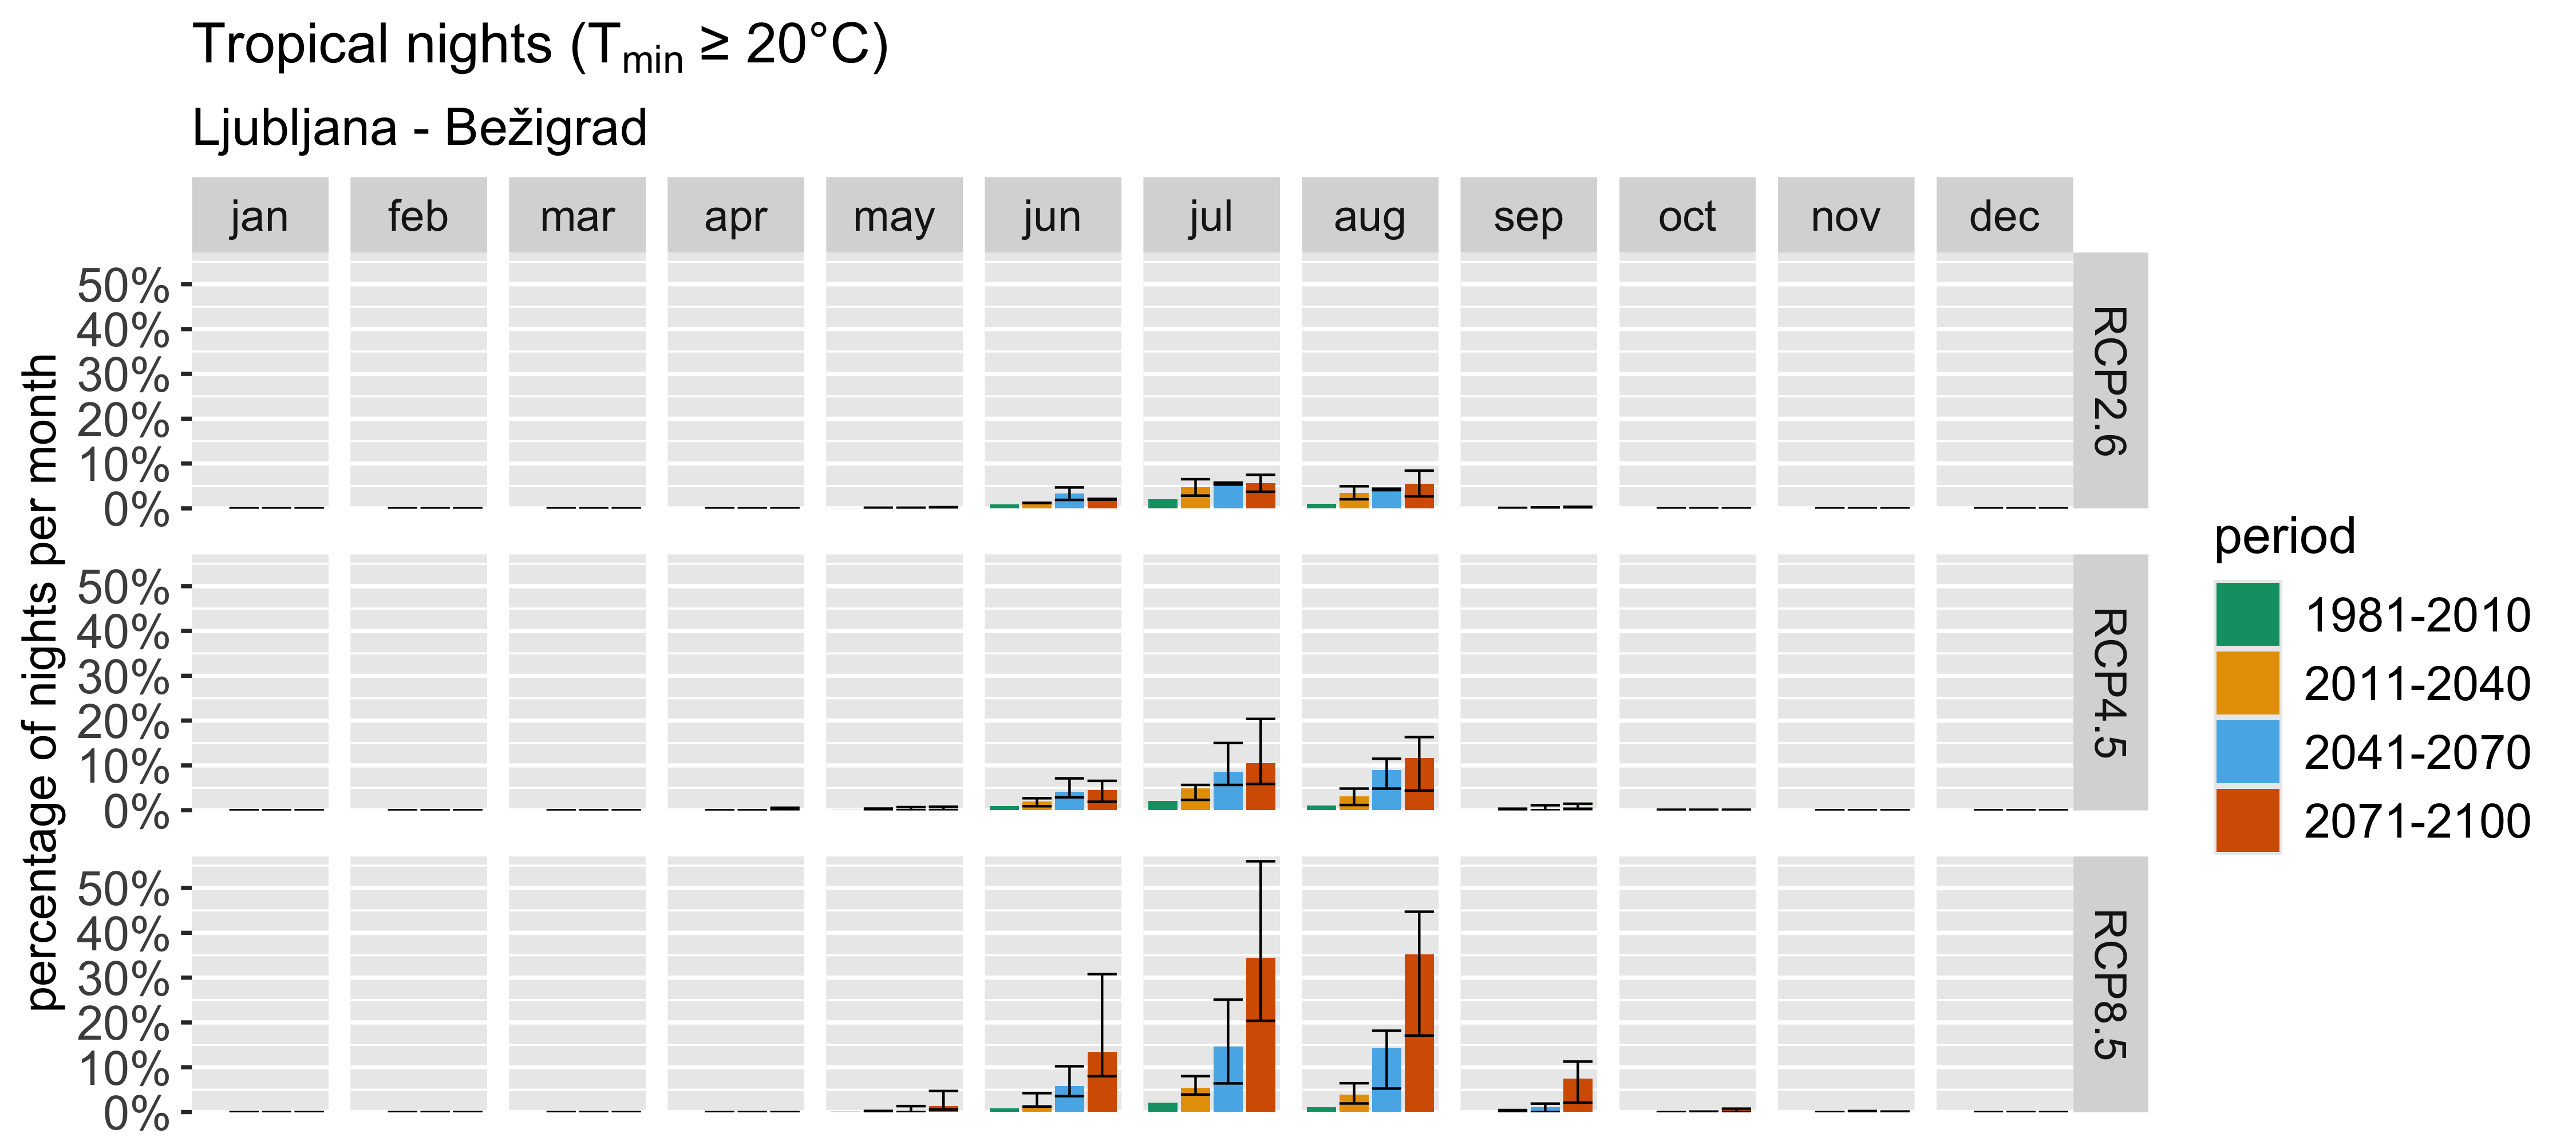 Tropical nights (Tmin ≥ 20°C)
Ljubljana - Bežigrad
jan feb mar apr may jun jul aug sep oct nov dec
percentage of nights per month
50%
40%
30%
20%
10%
0%
RCP2.6
50%
40%
30%
20%
10%
0%
RCP4.5
50%
40%
30%
20%
10%
0%
RCP8.5
period
1981-2010
2011-2040
2041-2070
2071-2100